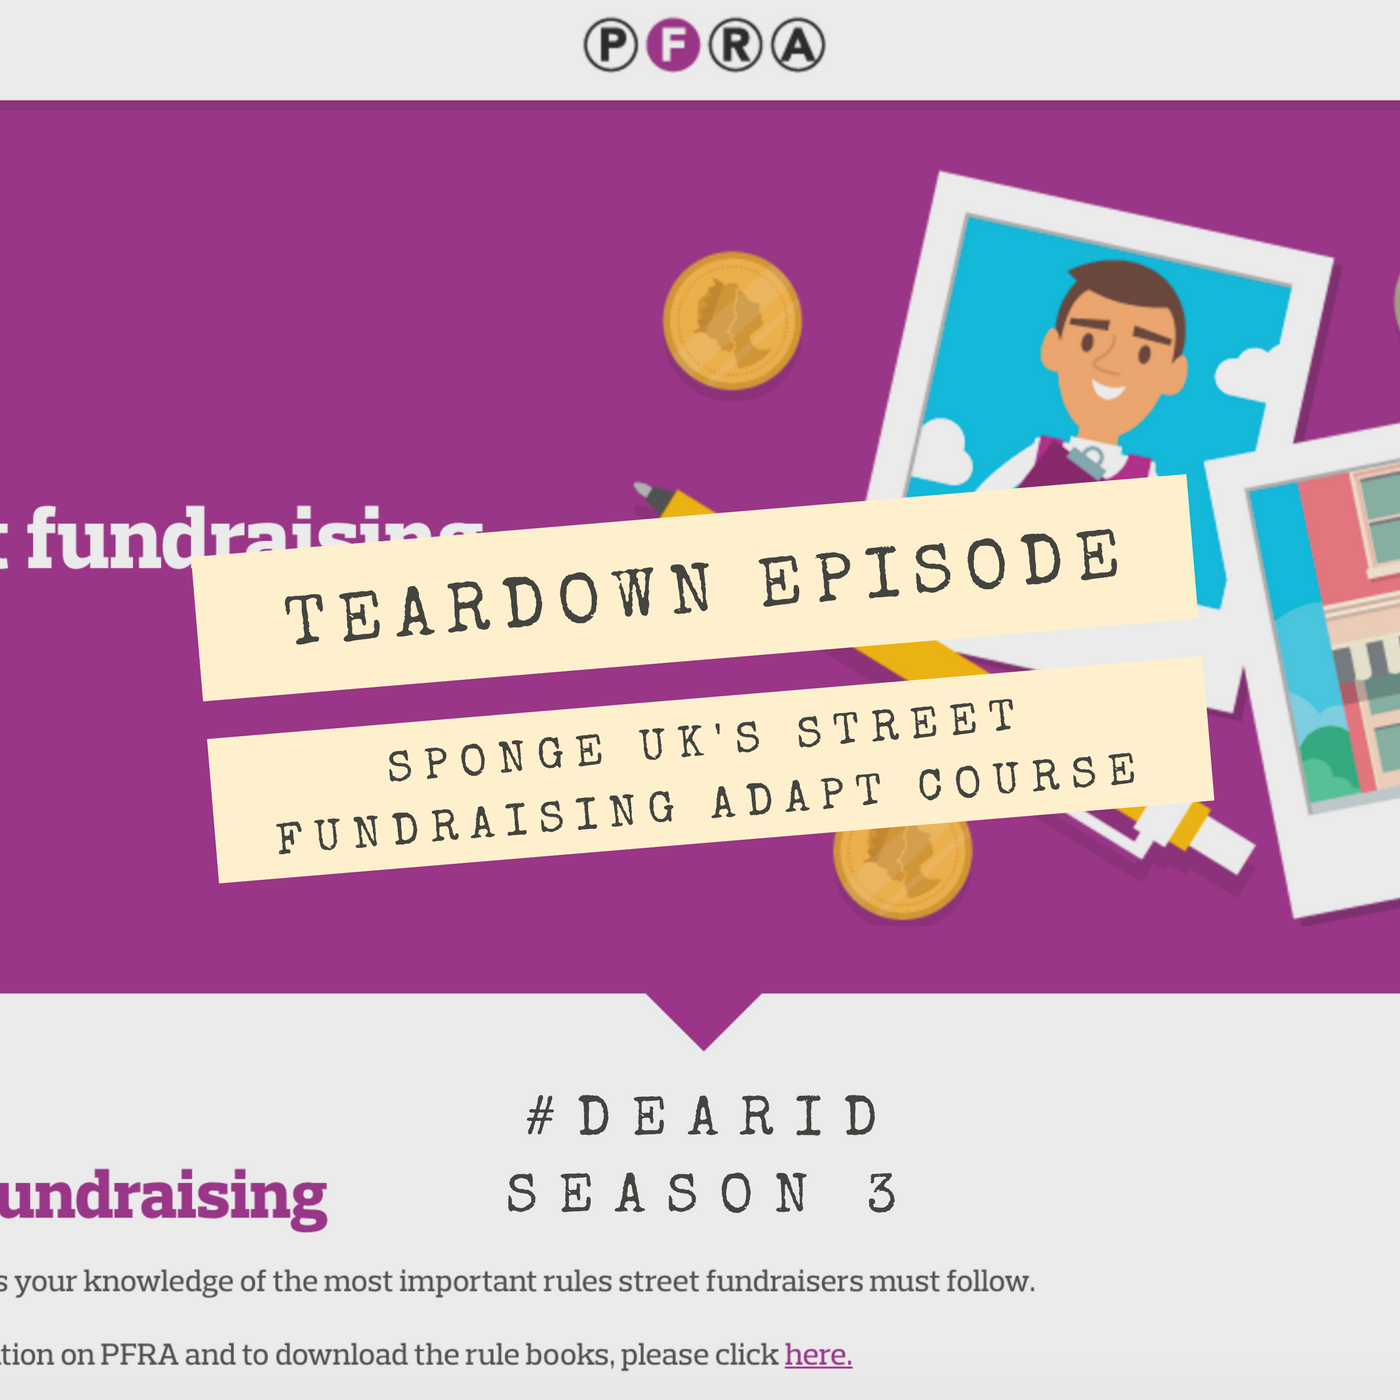 PFRA
t fundraising
TEARDOWN EPISODE
SPONGE UK'S STREET
FUNDRAISING ADAPT COURSE
#DEARID
SEASON 3
undraising
s your knowledge of the most important rules street fundraisers must follow.
tion on PFRA and to download the rule books, please click here.